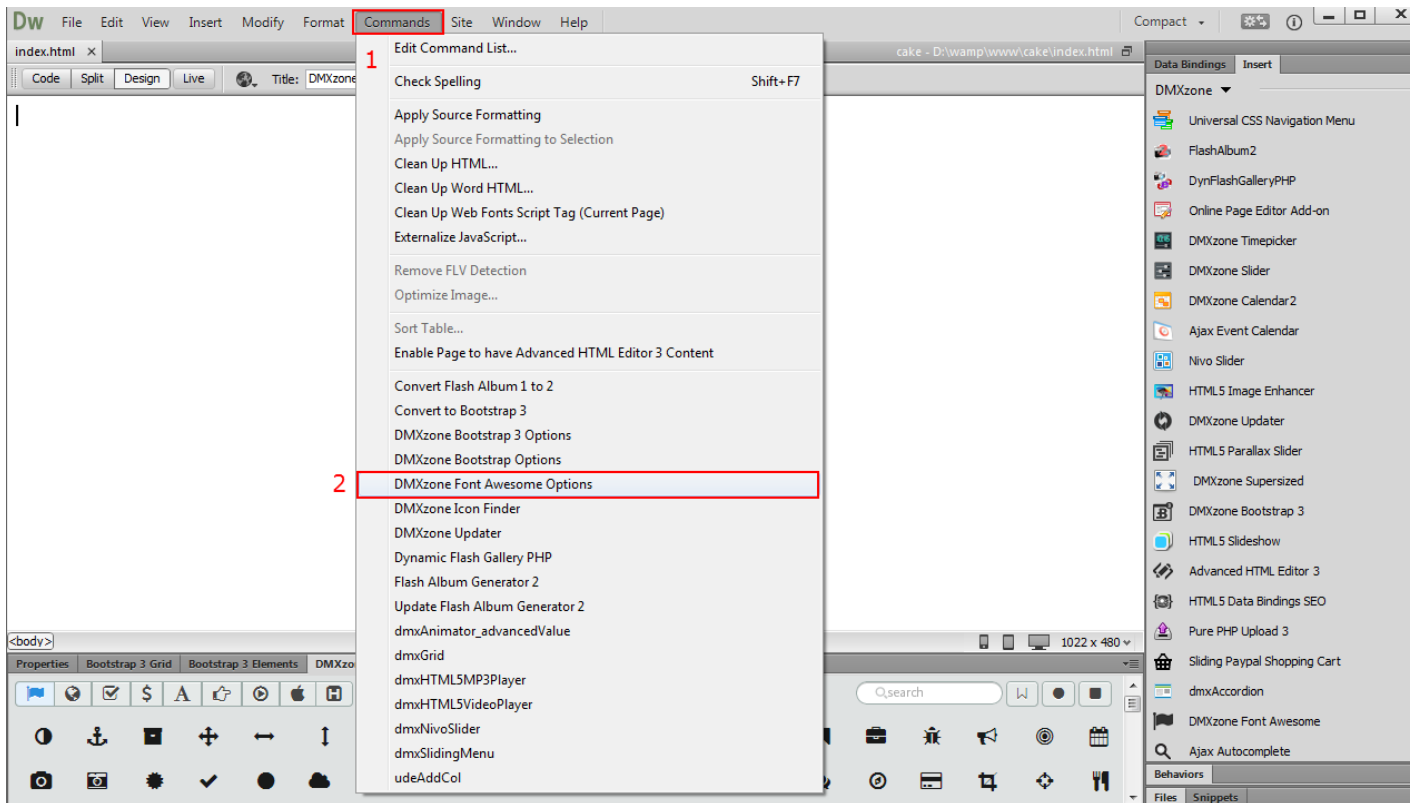 Dw File Edit View Insert Modify Format Commands Site Window Help Compact
index.html × cake - D:\wamp\www\cake\index.html
Code Split Design Live Title: DMXzone
1
Edit Command List...
Check Spelling Shift+F7
Apply Source Formatting
Apply Source Formatting to Selection
Clean Up HTML...
Clean Up Word HTML...
Clean Up Web Fonts Script Tag (Current Page)
Externalize JavaScript...
Remove FLV Detection
Optimize Image...
Sort Table...
Enable Page to have Advanced HTML Editor 3 Content
Convert Flash Album 1 to 2
Convert to Bootstrap 3
DMXzone Bootstrap 3 Options
DMXzone Bootstrap Options
2 DMXzone Font Awesome Options
DMXzone Icon Finder
DMXzone Updater
Dynamic Flash Gallery PHP
Flash Album Generator 2
Update Flash Album Generator 2
dmxAnimator_advancedValue
dmxGrid
dmxHTML5MP3Player
dmxHTML5VideoPlayer
dmxNivoSlider
dmxSlidingMenu
udeAddCol
Data Bindings Insert
DMXzone
Universal CSS Navigation Menu
FlashAlbum2
DynFlashGalleryPHP
Online Page Editor Add-on
DMXzone Timepicker
DMXzone Slider
DMXzone Calendar2
Ajax Event Calendar
Nivo Slider
HTML5 Image Enhancer
DMXzone Updater
HTML5 Parallax Slider
DMXzone Supersized
DMXzone Bootstrap 3
HTML5 Slideshow
Advanced HTML Editor 3
HTML5 Data Bindings SEO
Pure PHP Upload 3
Sliding Paypal Shopping Cart
dmxAccordion
DMXzone Font Awesome
Ajax Autocomplete
Behaviors
Files Snippets
<body> 1022 x 480
Properties Bootstrap 3 Grid Bootstrap 3 Elements DMXzo
search